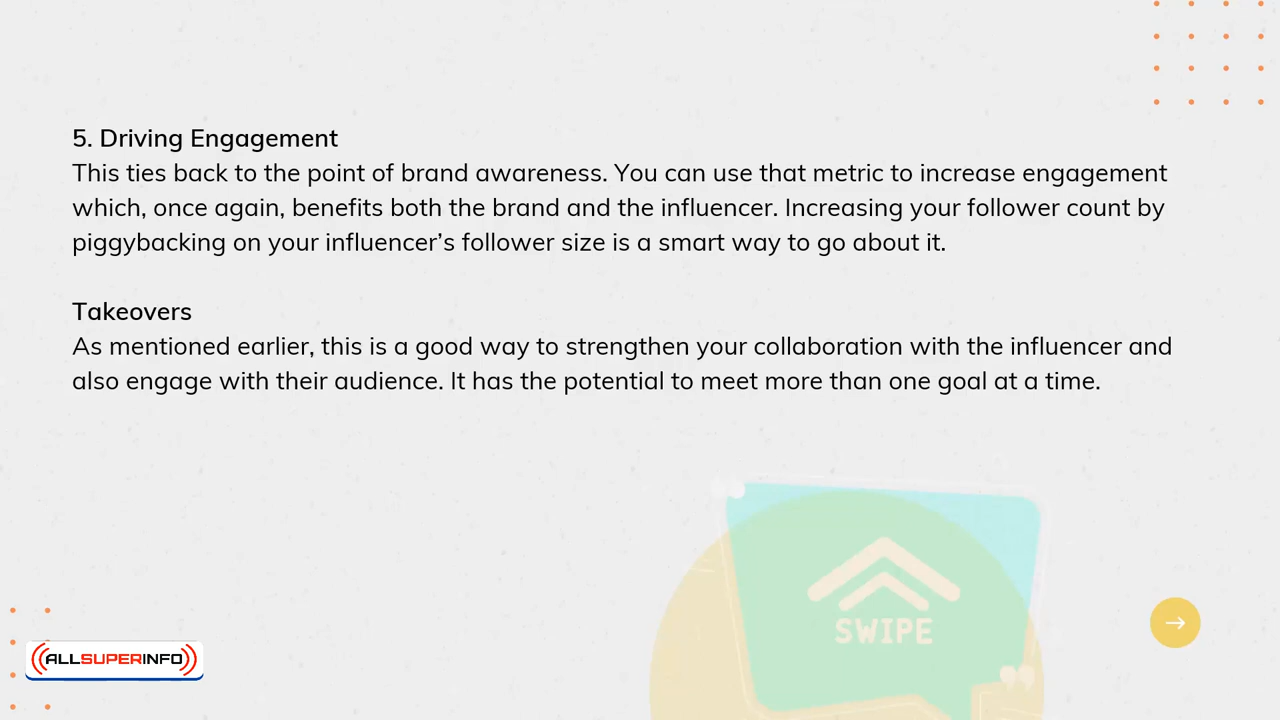 5. Driving Engagement
This ties back to the point of brand awareness. You can use that metric to increase engagement
which, once again, benefits both the brand and the influencer. Increasing your follower count by
piggybacking on your influencer’s follower size is a smart way to go about it.
Takeovers
As mentioned earlier, this is a good way to strengthen your collaboration with the influencer and
also engage with their audience. It has the potential to meet more than one goal at a time.
SWIPE
ALLSUPERINFO